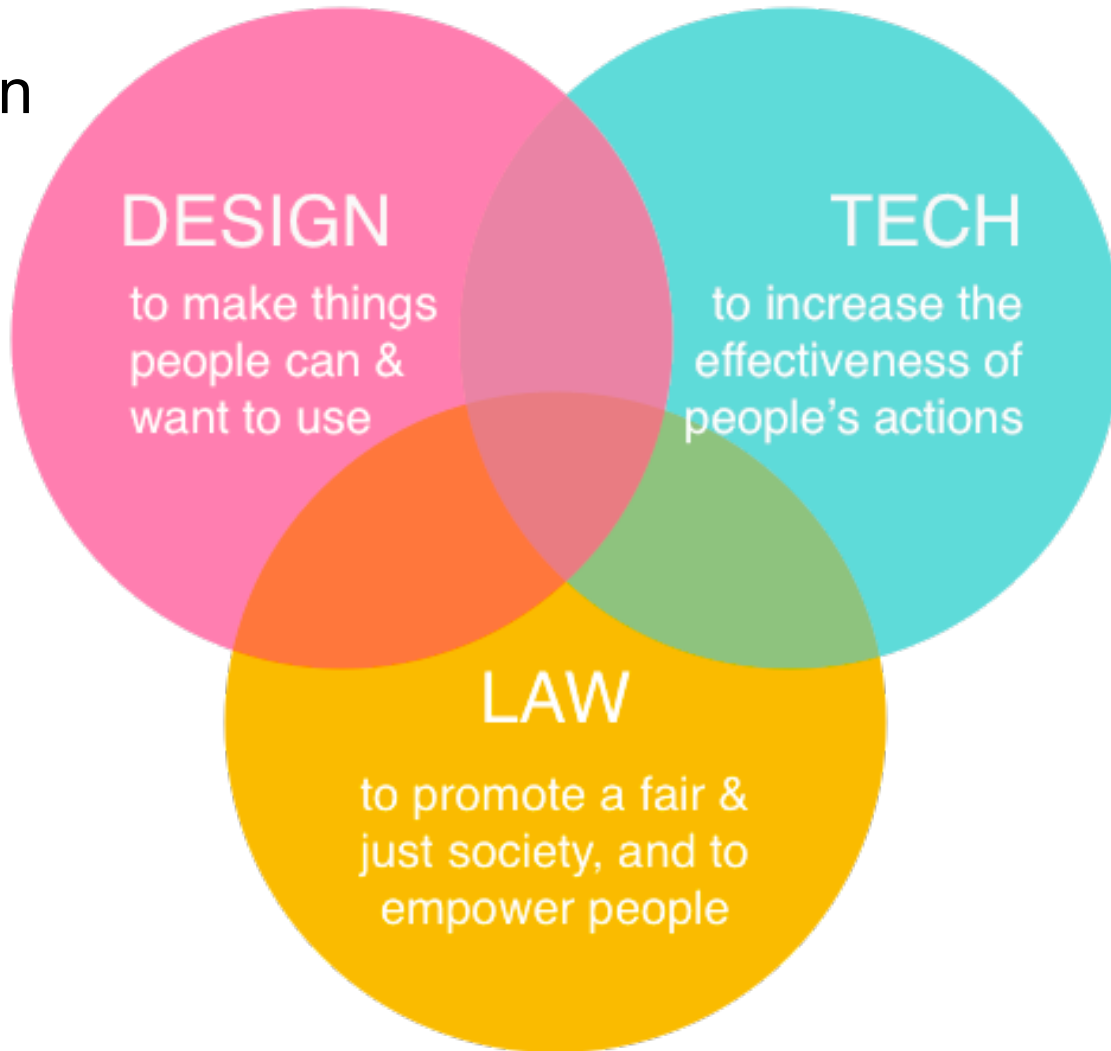 n
DESIGN
to make things
people can &
want to use
TECH
to increase the
effectiveness of
people’s actions
LAW
to promote a fair &
just society, and to
empower people